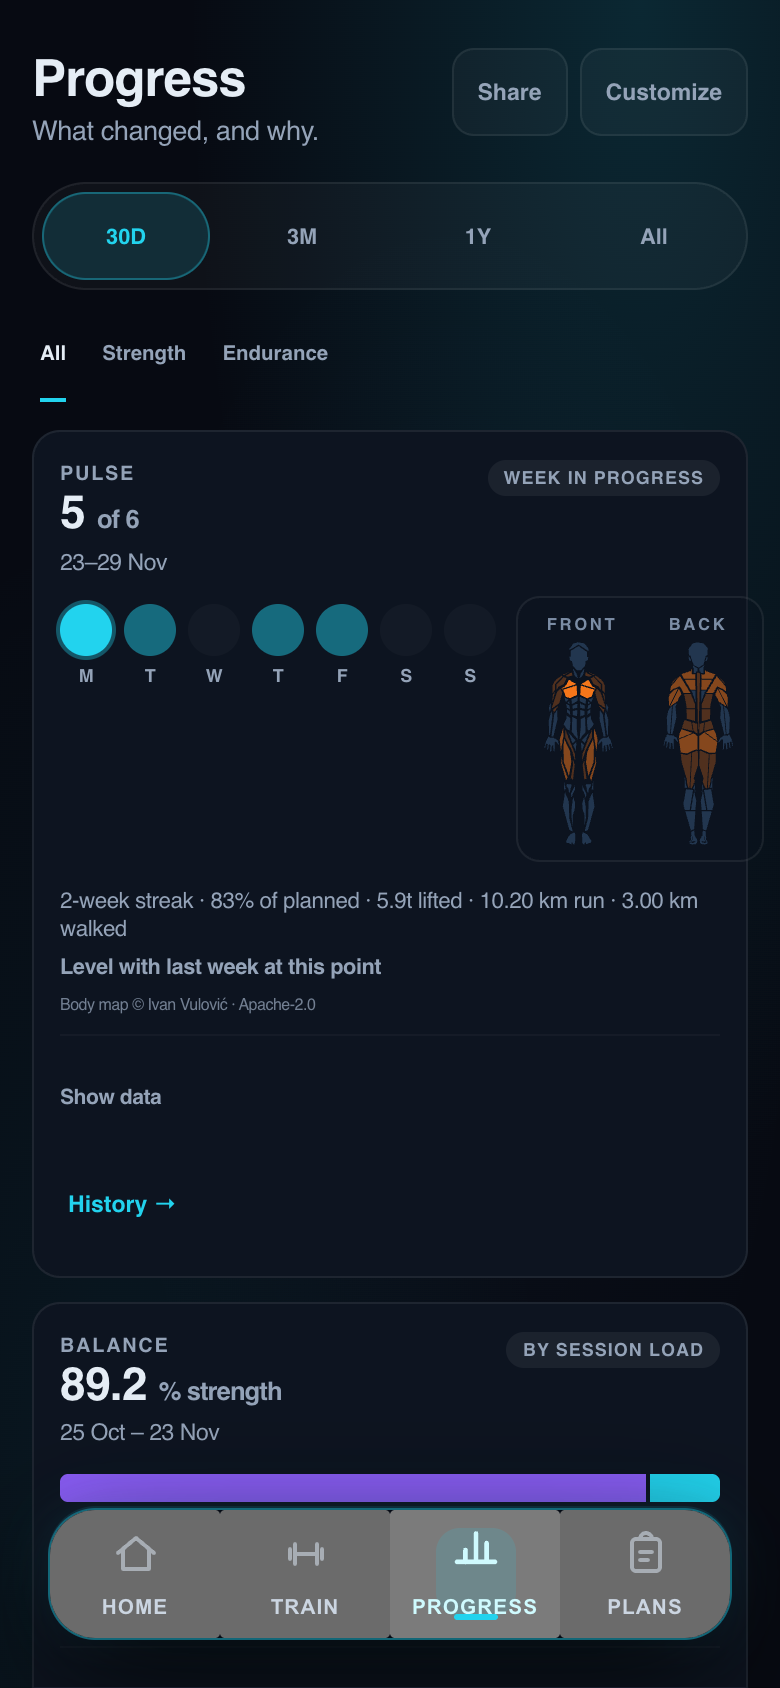 Progress
What changed, and why.
Share
Customize
30D
3M
1Y
All
All
Strength
Endurance
PULSE
WEEK IN PROGRESS
5 of 6
23–29 Nov
M T W T F S S
FRONT
BACK
2-week streak · 83% of planned · 5.9t lifted · 10.20 km run · 3.00 km
walked
Level with last week at this point
Body map © Ivan Vulović · Apache-2.0
Show data
History →
BALANCE
BY SESSION LOAD
89.2 % strength
25 Oct – 23 Nov
HOME
TRAIN
PROGRESS
PLANS